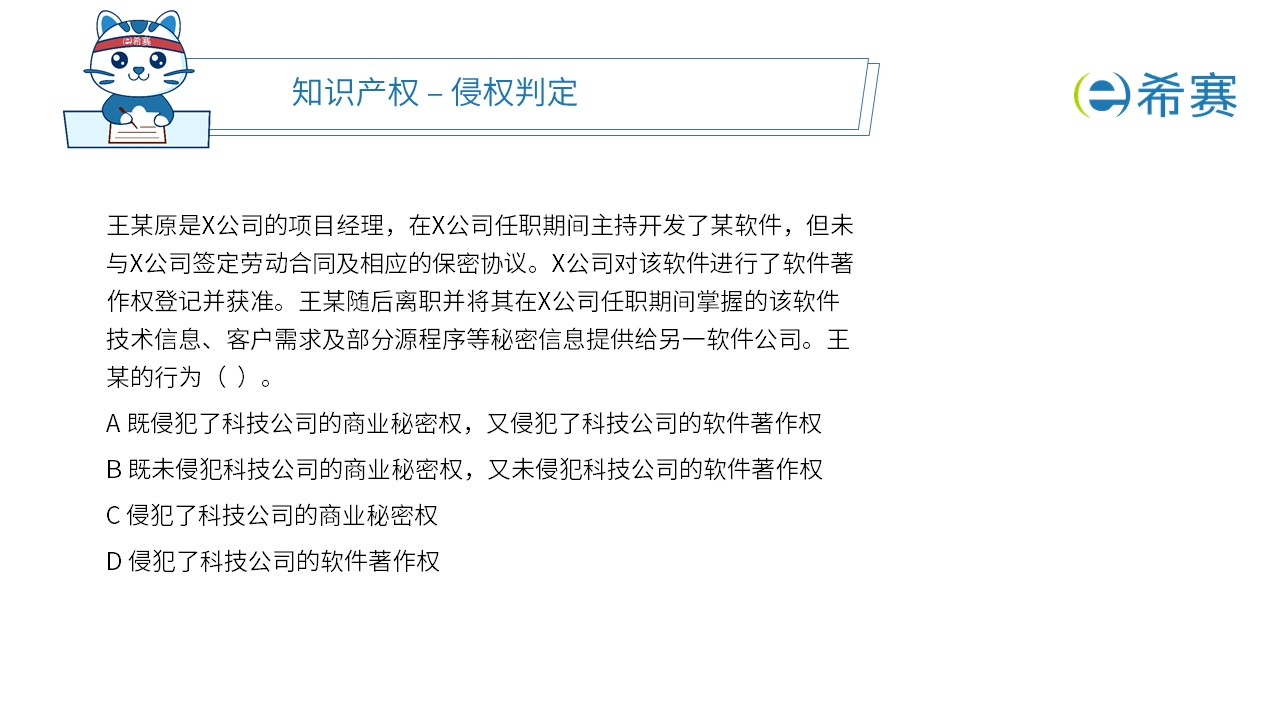 希赛
知识产权 – 侵权判定
希赛
王某原是X公司的项目经理，在X公司任职期间主持开发了某软件，但未
与X公司签定劳动合同及相应的保密协议。X公司对该软件进行了软件著
作权登记并获准。王某随后离职并将其在X公司任职期间掌握的该软件
技术信息、客户需求及部分源程序等秘密信息提供给另一软件公司。王
某的行为（ ）。
A 既侵犯了科技公司的商业秘密权，又侵犯了科技公司的软件著作权
B 既未侵犯科技公司的商业秘密权，又未侵犯科技公司的软件著作权
C 侵犯了科技公司的商业秘密权
D 侵犯了科技公司的软件著作权